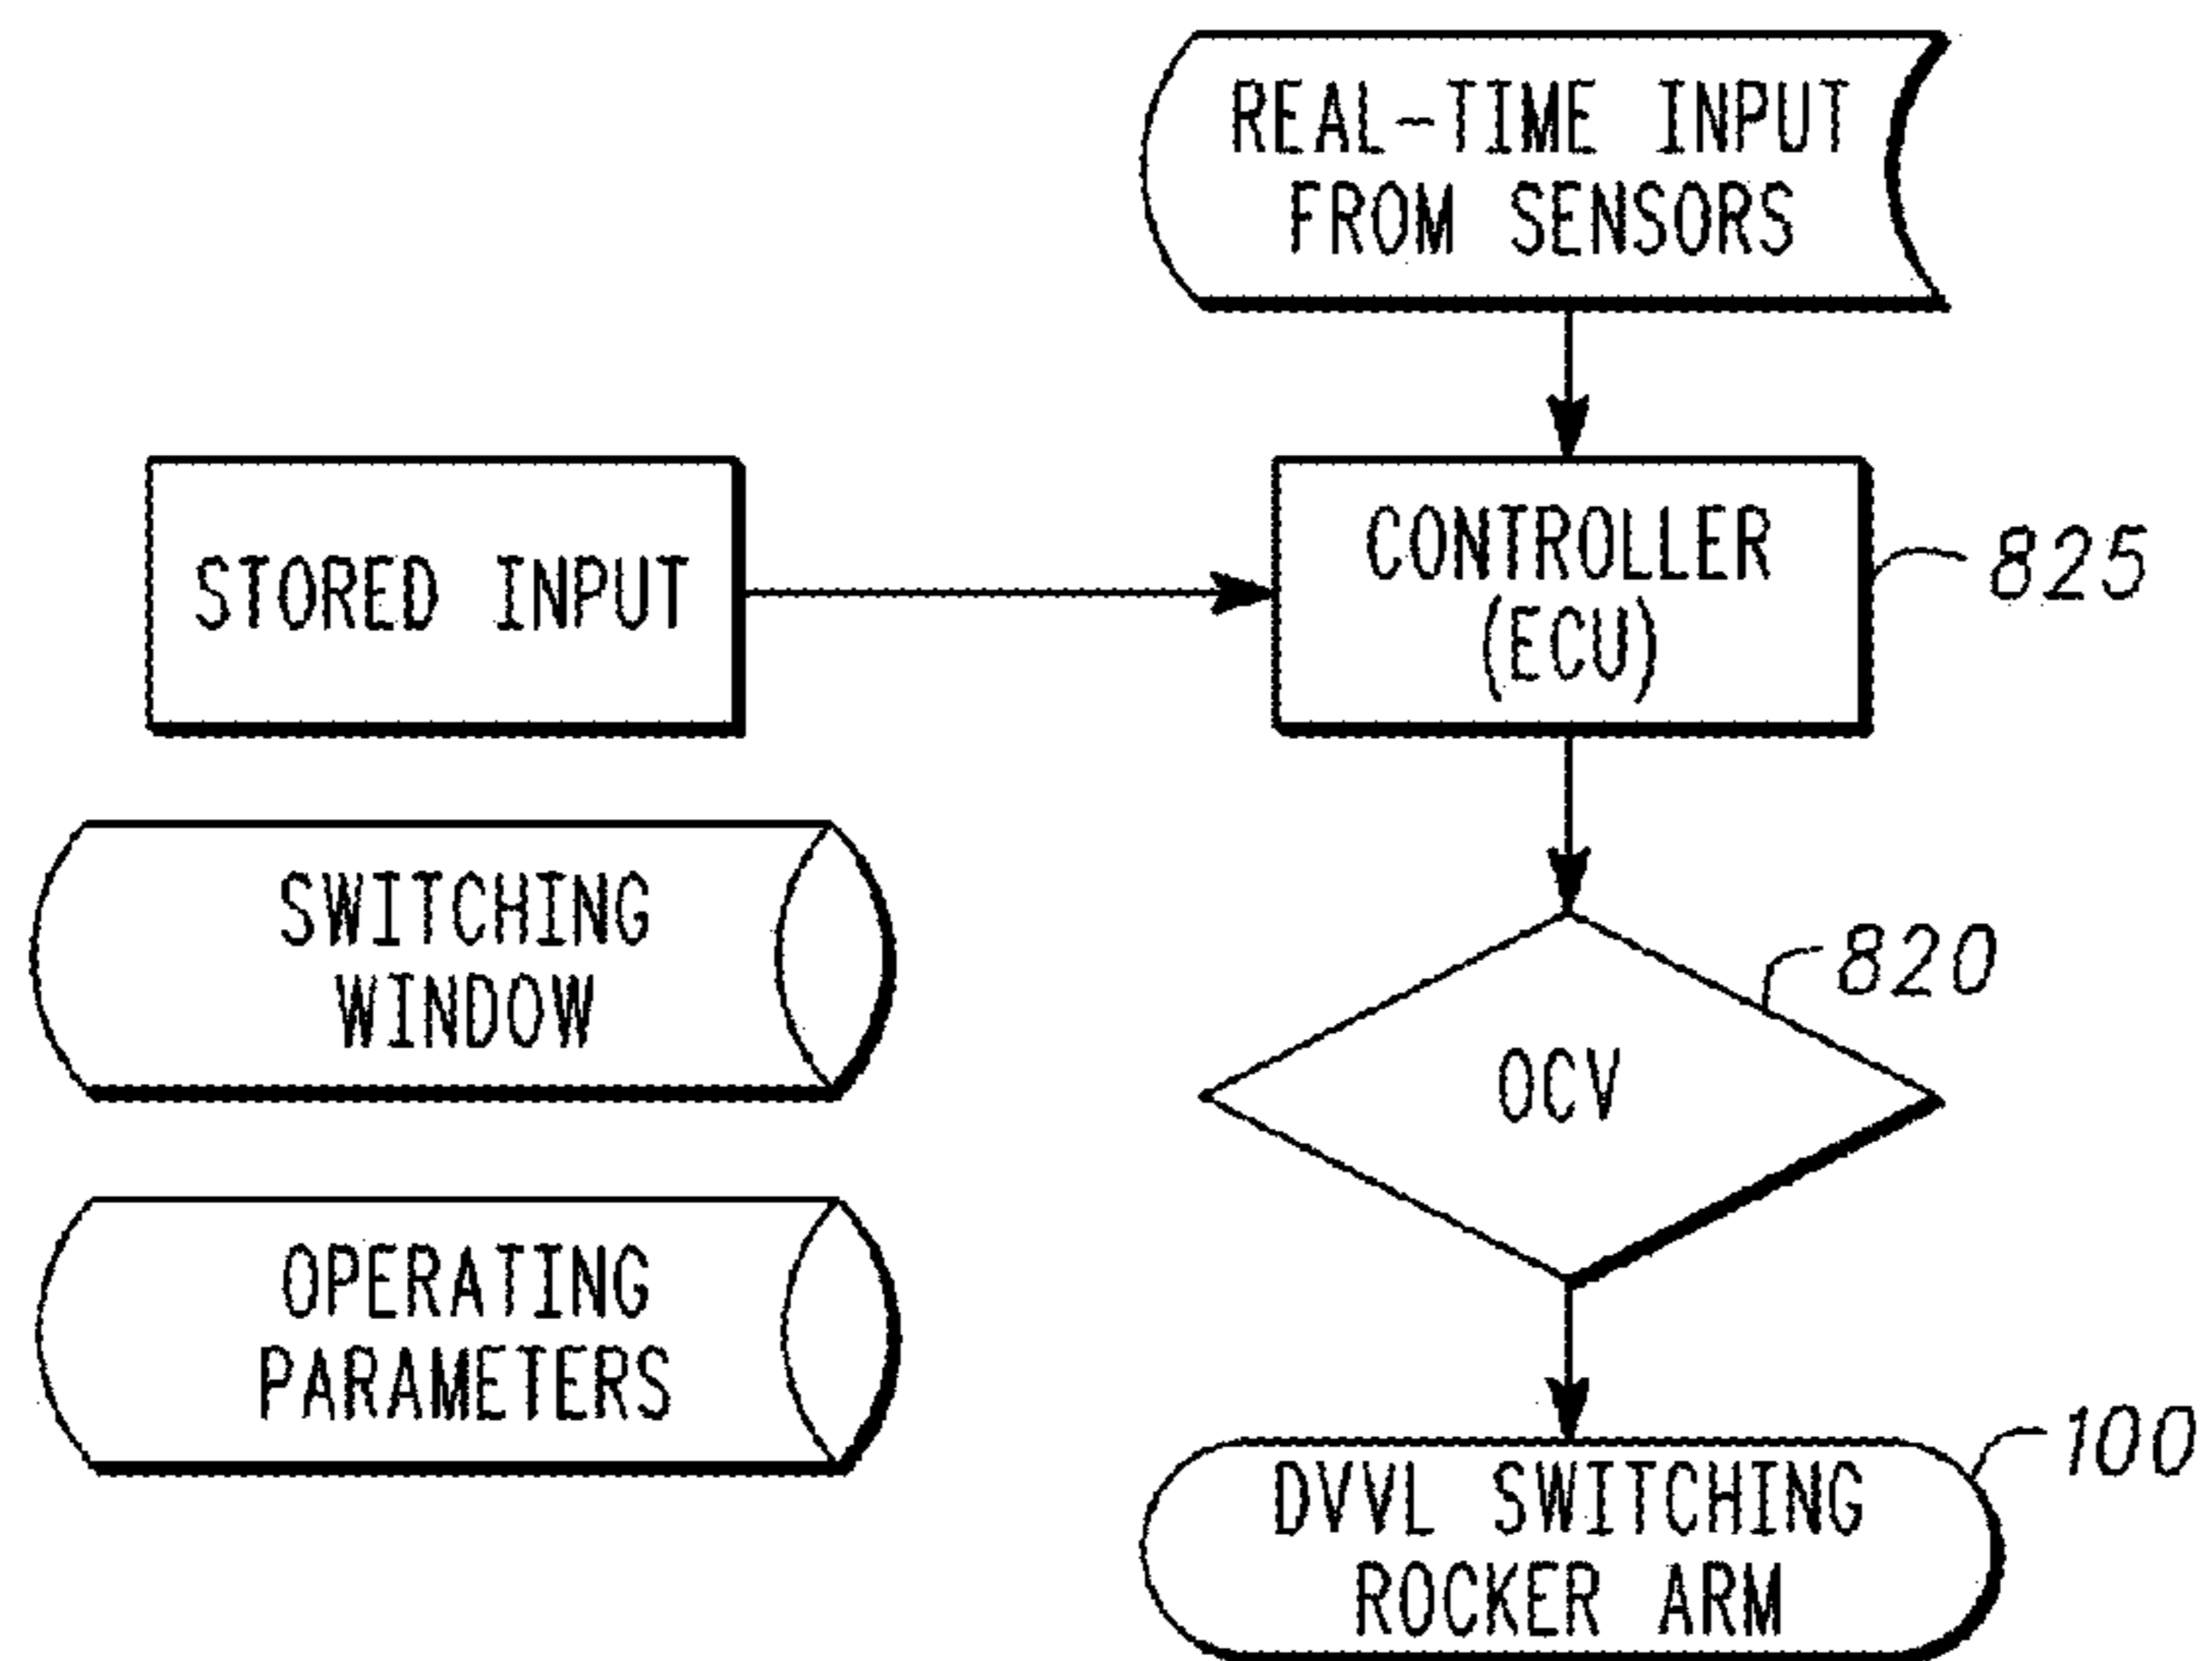 REAL-TIME INPUT
FROM SENSORS
STORED INPUT
CONTROLLER
(ECU)
825
SWITCHING
WINDOW
820
OCV
OPERATING
PARAMETERS
100
DVVL SWITCHING
ROCKER ARM